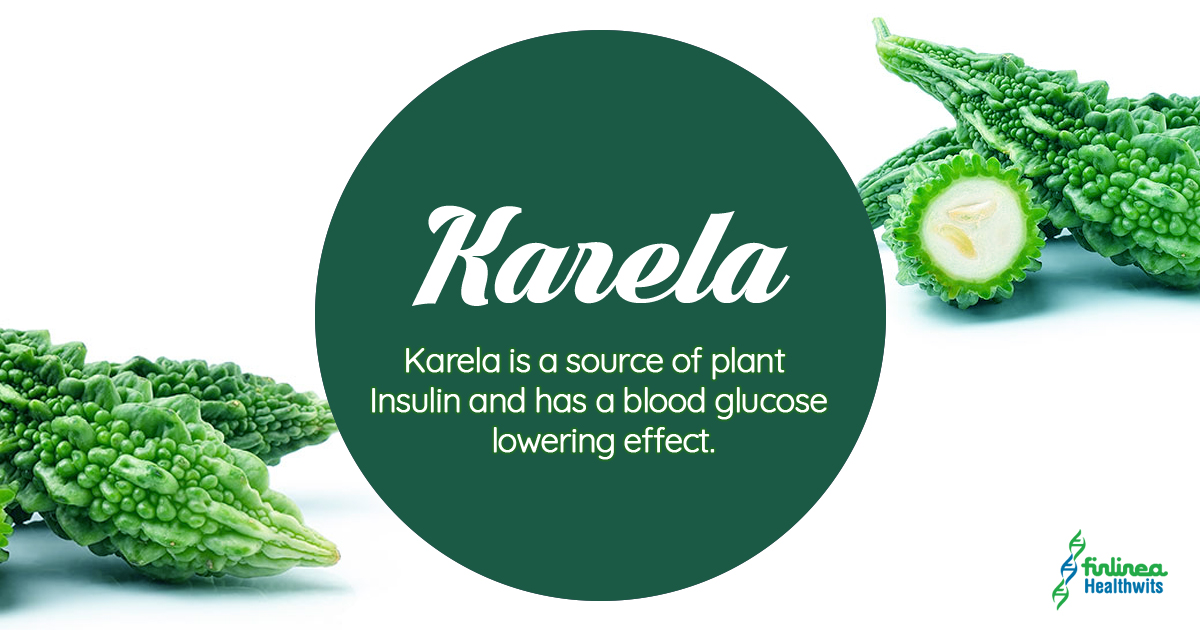 Karela
Karela is a source of plant
Insulin and has a blood glucose
lowering effect.
finlinea
Healthwits